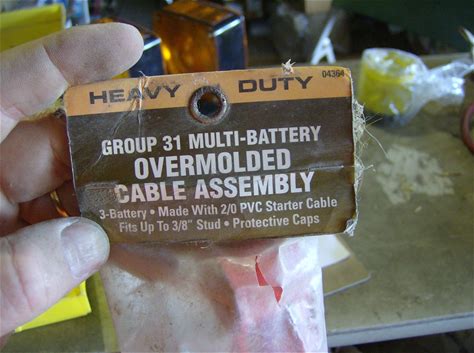 HEAVY DUTY 04364
GROUP 31 MULTI-BATTERY
OVERMOLDED
CABLE ASSEMBLY
3-Battery • Made With 2/0 PVC Starter Cable
Fits Up To 3/8" Stud • Protective Caps